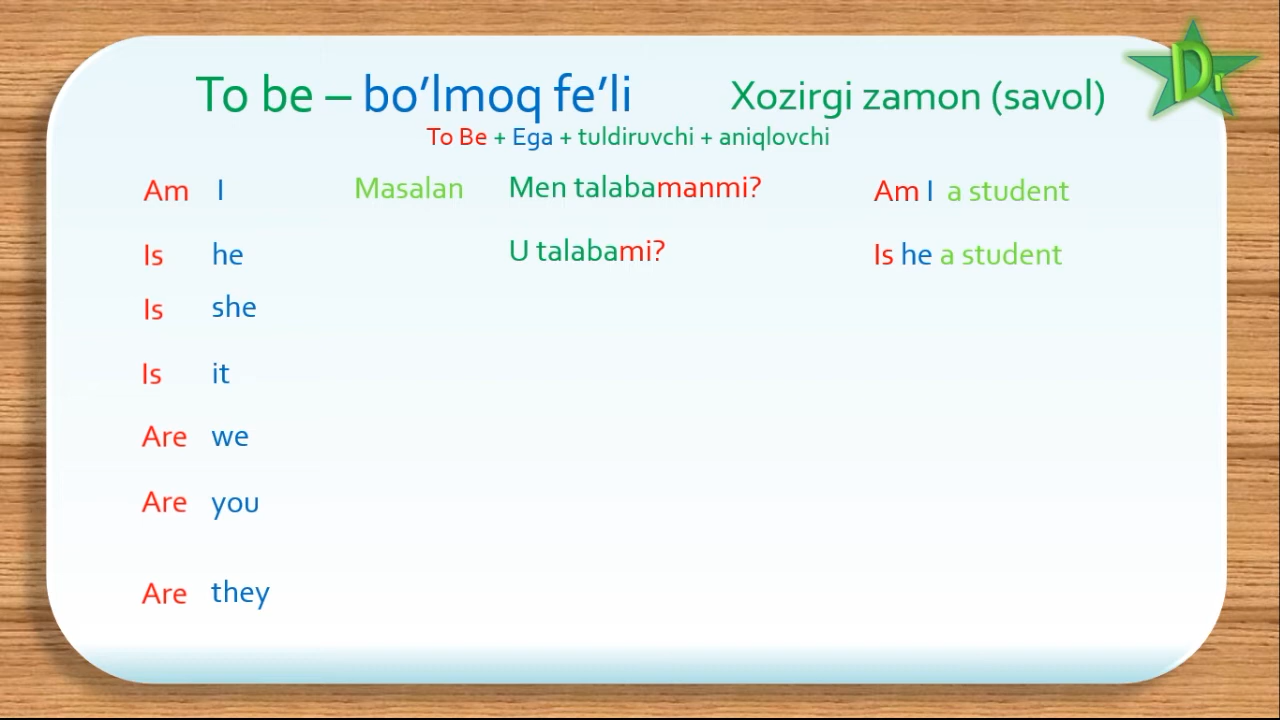 To be – bo’lmoq fe’li Xozirgi zamon (savol)
To Be + Ega + tuldiruvchi + aniqlovchi
Am I Masalan Men talabamanmi? Am I a student
Is he U talabami? Is he a student
Is she
Is it
Are we
Are you
Are they
Dr